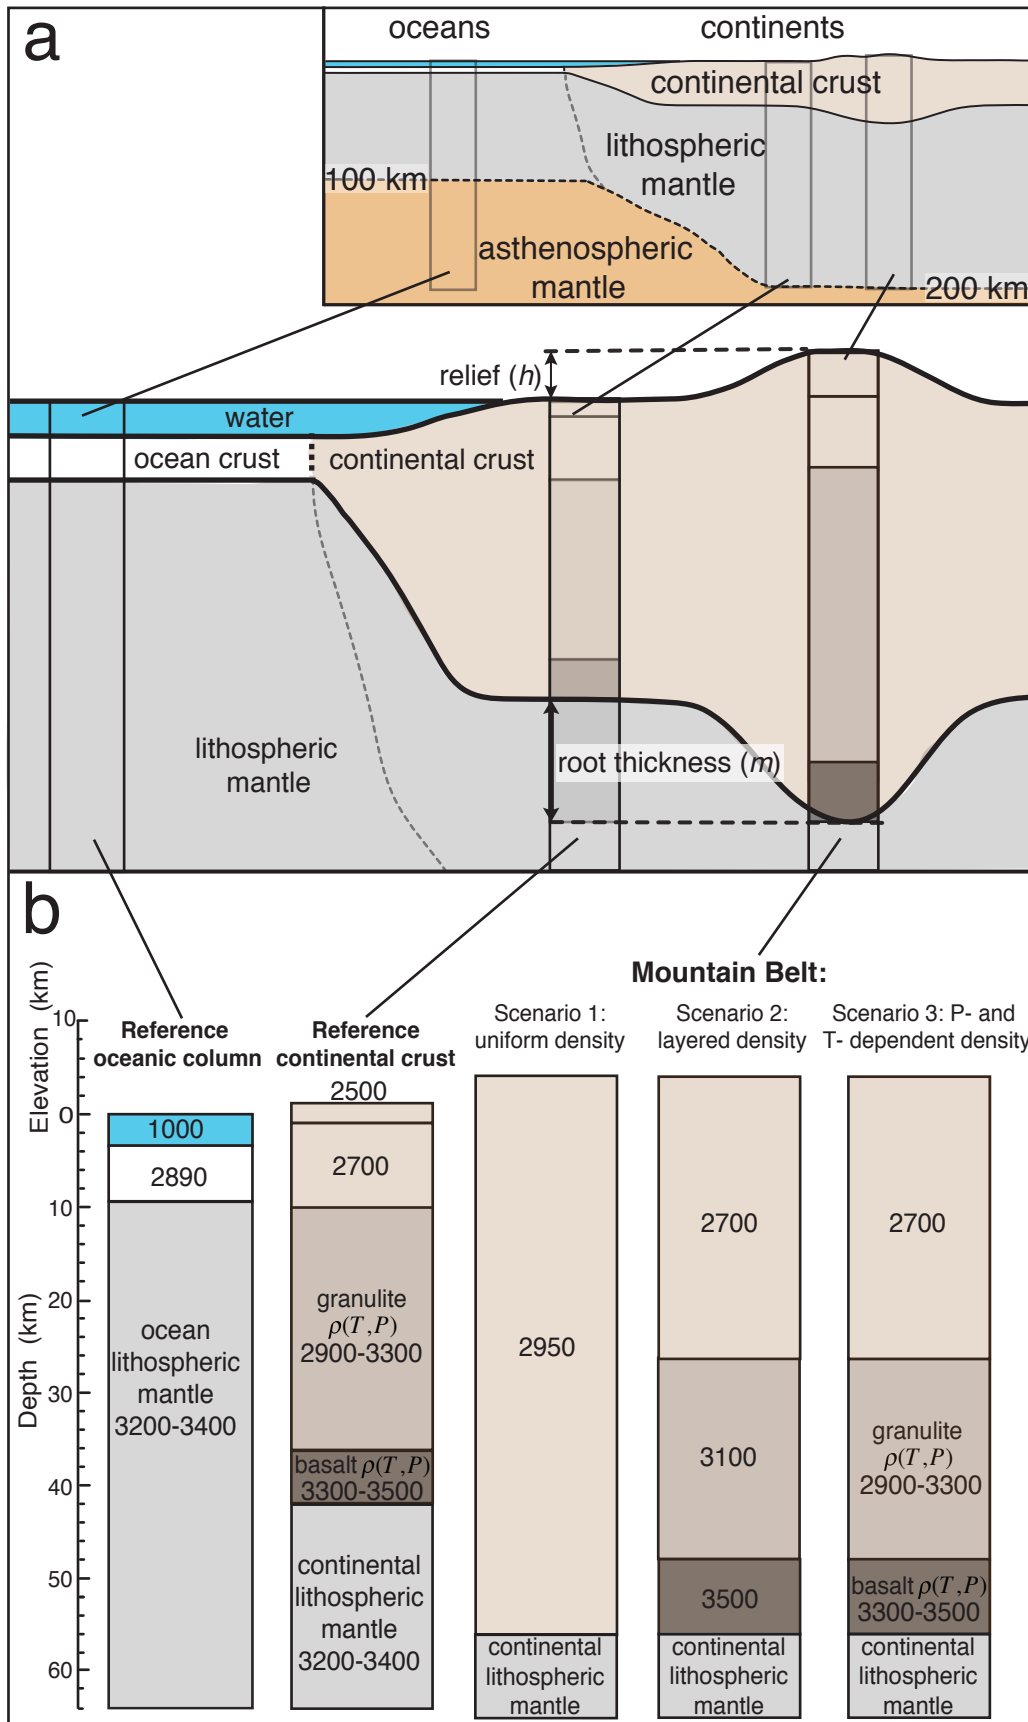 a
oceans
continents
continental crust
lithospheric
mantle
100 km
asthenospheric
mantle
200 km
relief (h)
water
ocean crust
continental crust
lithospheric
mantle
root thickness (m)
b
Mountain Belt:
Elevation (km)
Depth (km)
10
0
10
20
30
40
50
60
Reference
oceanic column
1000
2890
ocean
lithospheric
mantle
3200-3400
Reference
continental crust
2500
2700
granulite
ρ(T,P)
2900-3300
basalt ρ(T,P)
3300-3500
continental
lithospheric
mantle
3200-3400
Scenario 1:
uniform density
2950
continental
lithospheric
mantle
Scenario 2:
layered density
2700
3100
3500
continental
lithospheric
mantle
Scenario 3: P- and
T- dependent density
2700
granulite
ρ(T,P)
2900-3300
basalt ρ(T,P)
3300-3500
continental
lithospheric
mantle